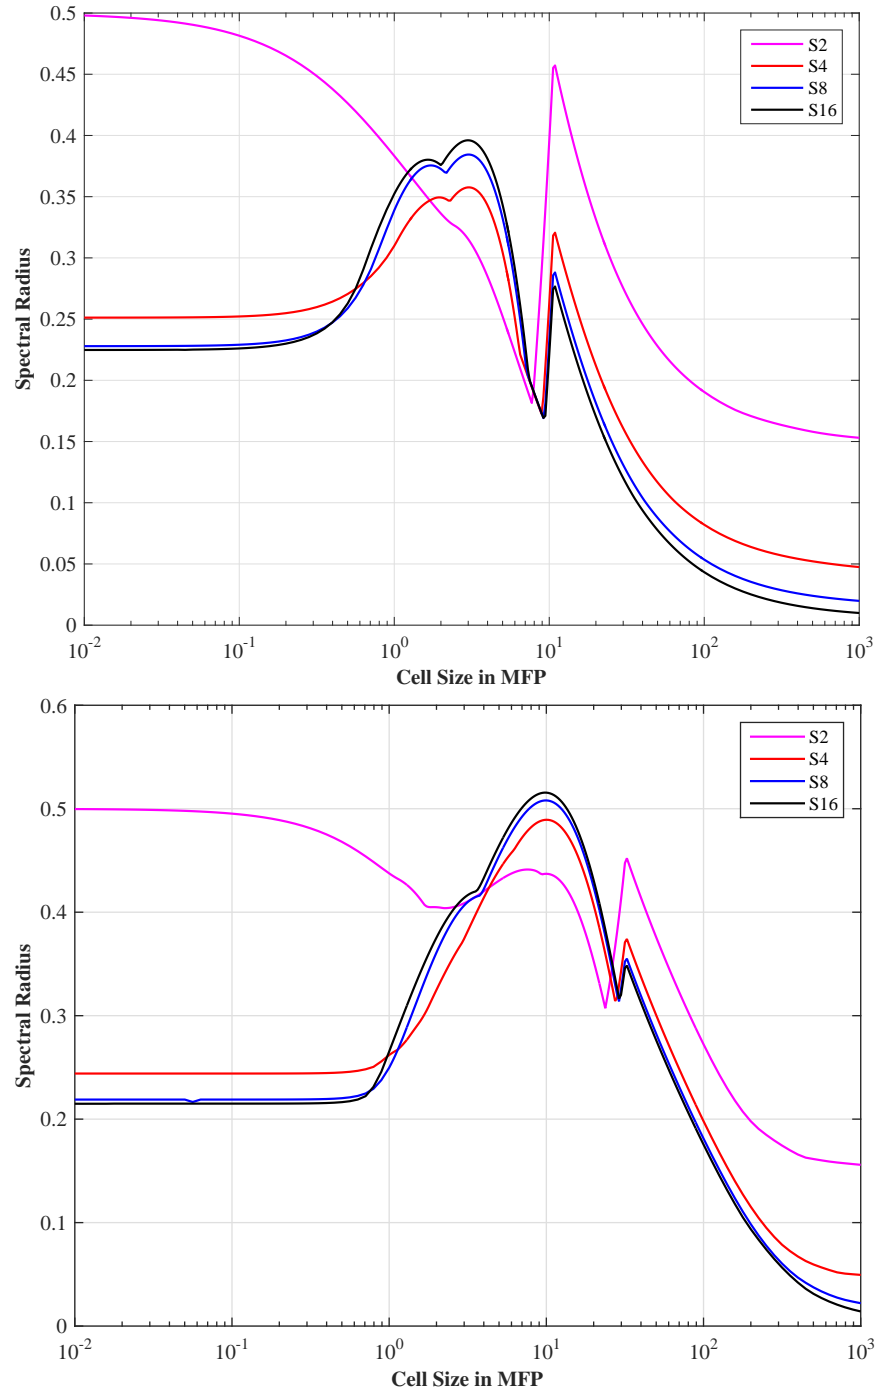 0.5
0.45
0.4
0.35
0.3
0.25
0.2
0.15
0.1
0.05
0
Spectral Radius
S2
S4
S8
S16
10-2 10-1 100 101 102 103
Cell Size in MFP
0.6
0.5
0.4
0.3
0.2
0.1
0
Spectral Radius
S2
S4
S8
S16
10-2 10-1 100 101 102 103
Cell Size in MFP